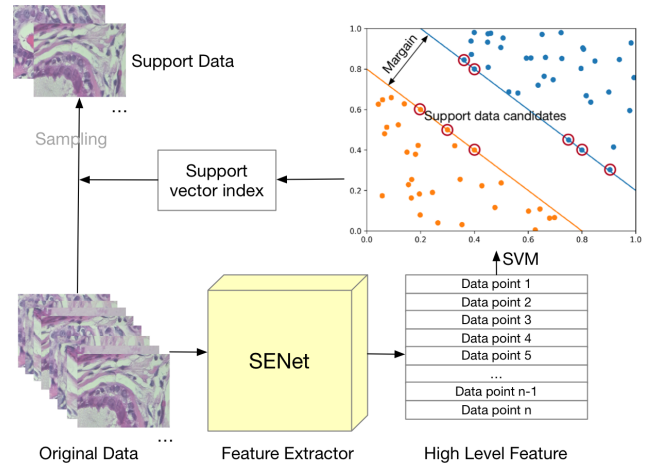 Support Data
...
Sampling
Support
vector index
1.0
0.8
0.6
0.4
0.2
0.0
0.0
0.2
0.4
0.6
0.8
1.0
Margain
Support data candidates
SVM
Data point 1
Data point 2
Data point 3
Data point 4
Data point 5
...
Data point n-1
Data point n
SENet
...
Original Data
Feature Extractor
High Level Feature